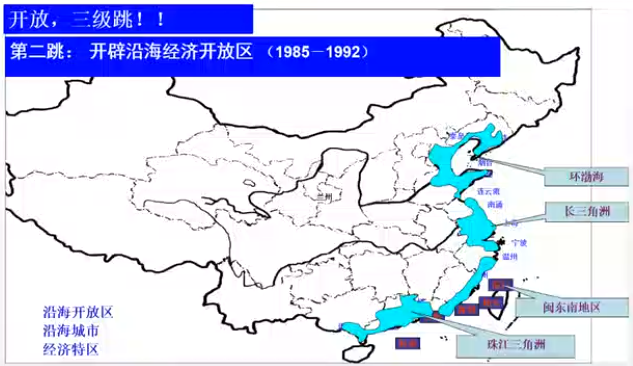 开放，三级跳！！
第二跳： 开辟沿海经济开放区 （1985－1992）
秦皇
烟台
环渤海
兰州
连云港
南通
长三角洲
上海
宁波
温州
闽东南地区
珠江三角洲
沿海开放区
沿海城市
经济特区